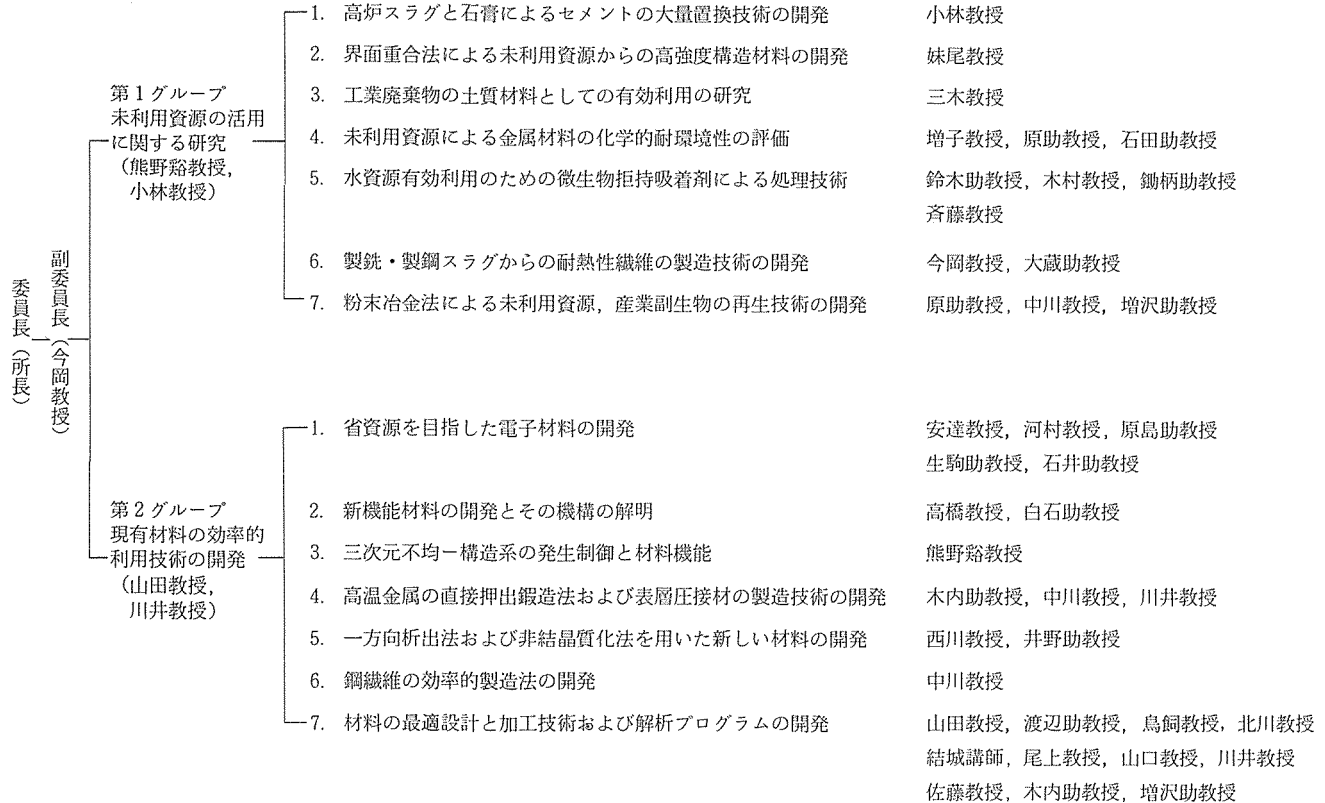 委員長（所長）
副委員長（今岡教授）
第１グループ
未利用資源の活用
に関する研究
（熊野谿教授，
小林教授）
1. 高炉スラグと石膏によるセメントの大量置換技術の開発 小林教授
2. 界面重合法による未利用資源からの高強度構造材料の開発 妹尾教授
3. 工業廃棄物の土質材料としての有効利用の研究 三木教授
4. 未利用資源による金属材料の化学的耐環境性の評価 増子教授，原助教授，石田助教授
5. 水資源有効利用のための微生物拒持吸着剤による処理技術 鈴木助教授，木村教授，鋤柄助教授
斉藤教授
6. 製銑・製鋼スラグからの耐熱性繊維の製造技術の開発 今岡教授，大蔵助教授
7. 粉末冶金法による未利用資源，産業副生物の再生技術の開発 原助教授，中川教授，増沢助教授
第２グループ
現有材料の効率的
利用技術の開発
（山田教授，
川井教授）
1. 省資源を目指した電子材料の開発 安達教授，河村教授，原島助教授
生駒助教授，石井助教授
2. 新機能材料の開発とその機構の解明 高橋教授，白石助教授
3. 三次元不均一構造系の発生制御と材料機能 熊野谿教授
4. 高温金属の直接押出鍛造法および表層圧接材の製造技術の開発 木内助教授，中川教授，川井教授
5. 一方向析出法および非結晶質化法を用いた新しい材料の開発 西川教授，井野助教授
6. 鋼繊維の効率的製造法の開発 中川教授
7. 材料の最適設計と加工技術および解析プログラムの開発 山田教授，渡辺助教授，鳥飼教授，北川教授
結城講師，尾上教授，山口教授，川井教授
佐藤教授，木内助教授，増沢助教授